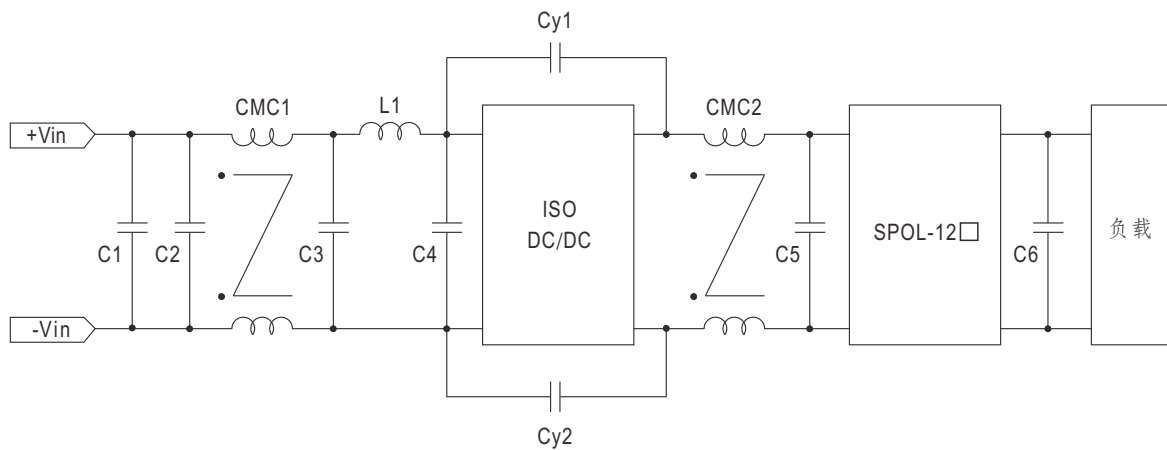 Cy1
CMC1
L1
CMC2
+Vin
C1
C2
C3
C4
ISO
DC/DC
C5
SPOL-12□
C6
负载
-Vin
Cy2